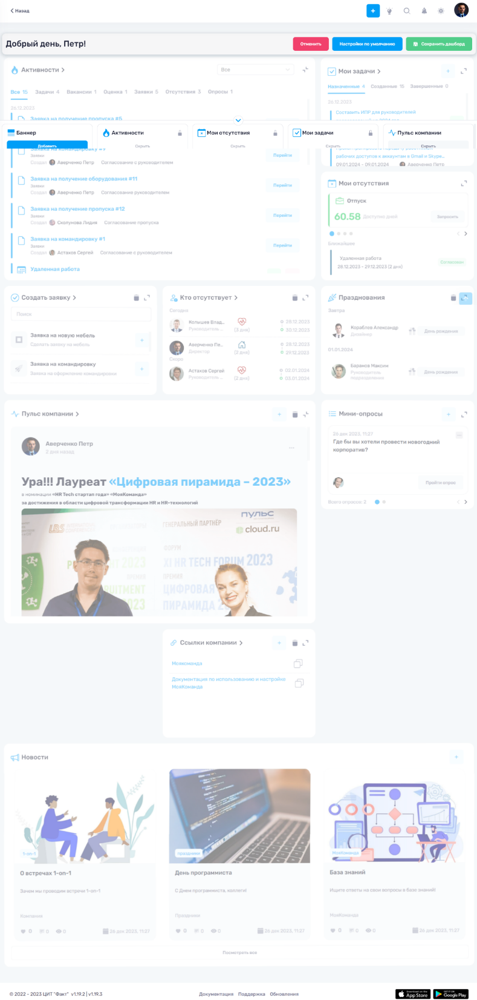 Назад
Добрый день, Петр!
Отменить
Настройки по умолчанию
Сохранить дашборд
Активности
Все
Все 15 Задачи 4 Вакансии 1 Оценка 1 Заявки 5 Отсутствия 3 Опросы 1
26.12.2023
Заявка на получение пропуска #5
Мои задачи
Назначенные 4 Созданные 15 Завершенные 0
26.12.2023
Составить ИПР для руководителей
Баннер
Добавить
Активности
Скрыть
Мои отсутствия
Скрыть
Мои задачи
Скрыть
Пульс компании
Скрыть
Заявка на командировку #9
Заявки
Создал Аверченко Петр Согласование с руководителем
Перейти
Заявка на получение оборудования #11
Заявки
Создал Аверченко Петр Согласование руководителем
Перейти
Заявка на получение пропуска #12
Заявки
Создал Сколунова Лидия Согласование пропуска
Перейти
Заявка на командировку #1
Заявки
Создал Астахов Сергей Согласование с руководителем
Перейти
Удаленная работа
рабочих доступов к аккаунтам в Gmail и Skype...
09.01.2024 - 09.01.2024 Аверченко Петр
Мои отсутствия
Отпуск
60.58 Доступно дней
Запросить
Ближайшее
Удаленная работа
28.12.2023 - 29.12.2023 (2 дня)
Согласован
Создать заявку
Поиск
Заявка на новую мебель
Сделать заявку на мебель
Заявка на командировку
Заявка на оформление командировки
Кто отсутствует
Сегодня
Колышев Влад...
Руководитель ...
(3 дня)
28.12.2023
30.12.2023
Аверченко Пе...
Директор
(2 дня)
28.12.2023
29.12.2023
Скоро
Астахов Сергей
Руководитель ...
(2 дня)
02.01.2024
03.01.2024
Празднования
Завтра
Кораблев Александр
Дизайнер
День рождения
01.01.2024
Баранов Максим
Руководитель
подразделения
День рождения
Пульс компании
Аверченко Петр
2 дня назад
Ура!!! Лауреат «Цифровая пирамида – 2023»
в номинации «HR Tech стартап года» «МояКоманда»
за достижения в области цифровой трансформации HR и HR-технологий
LBS INTERNATIONAL
CONFERENCES
ГЕНЕРАЛЬНЫЙ ПАРТНЁР
ПУЛЬС
cloud.ru
ФОРУМ
XI HR TECH FORUM 2023
ПРЕМИЯ
ЦИФРОВАЯ
ПИРАМИДА
Мини-опросы
26 дек 2023, 11:27
Где бы вы хотели провести новогодний
корпоратив?
Пройти опрос
Всего опросов: 2
Ссылки компании
Моякоманда
Документация по использованию и настройке
МояКоманда
Новости
1-on-1
О встречах 1-on-1
Зачем мы проводим встречи 1-on-1
Компания
0 0 0 26 дек 2023, 11:27
праздники
День программиста
С Днем программиста, коллеги!
Праздники
0 0 0 26 дек 2023, 11:27
МояКоманда
База знаний
Ищите ответы на свои вопросы в базе знаний!
МояКоманда
0 0 0 26 дек 2023, 11:27
Посмотреть все
© 2022 - 2023 ЦИТ "Факт" v1.19.2 | v1.19.3
Документация Поддержка Обновления
Download on the
App Store
GET IT ON
Google Play